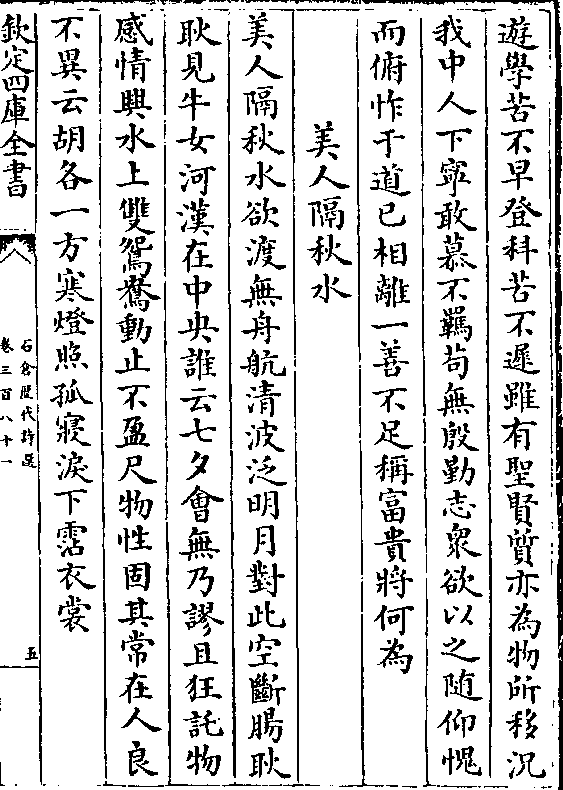 遊學苦不早登科苦不遲雖有聖賢質亦為物所移況
我中人下寧敢慕不羈苟無殷勤志衆欲以之随仰愧
而俯怍于道已相離一善不足稱富貴將何為
美人隔秋水
美人隔秋水欲渡無舟航清波泛明月對此空斷腸耿
耿見牛女河漢在中央誰云七夕會無乃謬且狂託物
感情興水上雙鴛鴦動止不盈尺物性固其常在人良
不異云胡各一方寒燈照孤寢淚下霑衣裳
欽定四庫全書
石倉歴代詩選
卷三百八十一
五